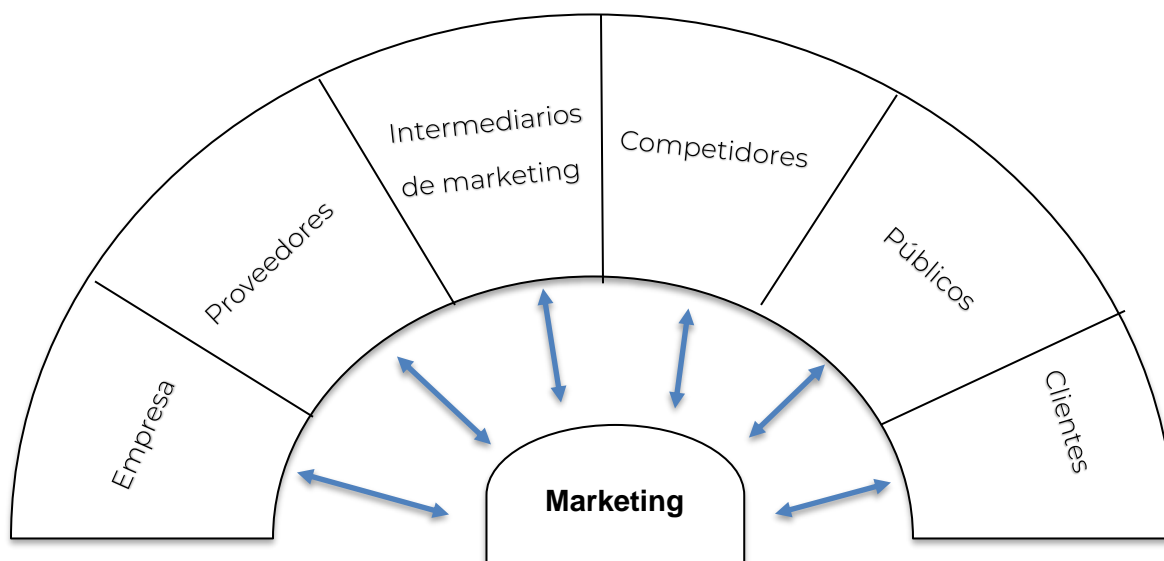 Empresa
Proveedores
Intermediarios
de marketing
Competidores
Públicos
Clientes
Marketing